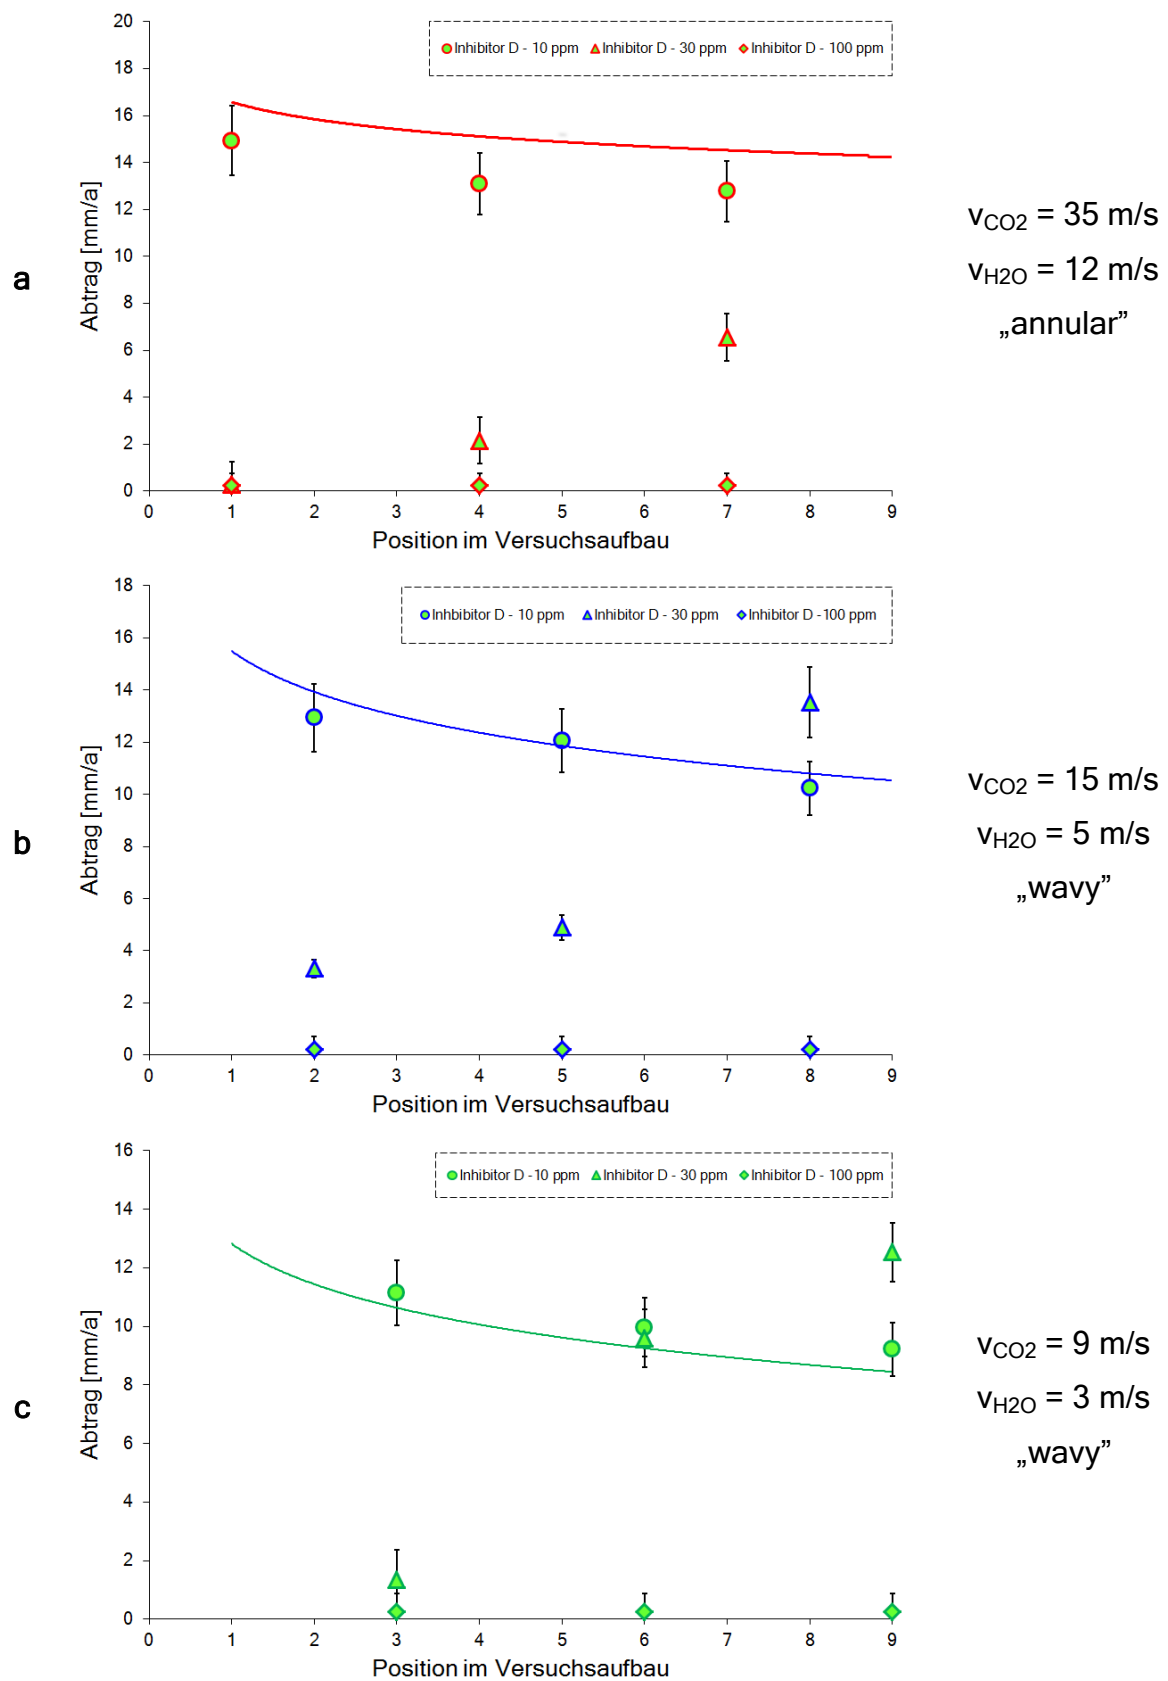 a
20
18
16
14
12
10
8
6
4
2
0
Abtrag [mm/a]
Inhibitor D - 10 ppm Inhibitor D - 30 ppm Inhibitor D - 100 ppm
0 1 2 3 4 5 6 7 8 9
Position im Versuchsaufbau
vCO2 = 35 m/s
vH2O = 12 m/s
„annular”
b
18
16
14
12
10
8
6
4
2
0
Abtrag [mm/a]
Inhbibitor D - 10 ppm Inhibitor D - 30 ppm Inhibitor D -100 ppm
0 1 2 3 4 5 6 7 8 9
Position im Versuchsaufbau
vCO2 = 15 m/s
vH2O = 5 m/s
„wavy”
c
16
14
12
10
8
6
4
2
0
Abtrag [mm/a]
Inhibitor D -10 ppm Inhibitor D - 30 ppm Inhibitor D - 100 ppm
0 1 2 3 4 5 6 7 8 9
Position im Versuchsaufbau
vCO2 = 9 m/s
vH2O = 3 m/s
„wavy”